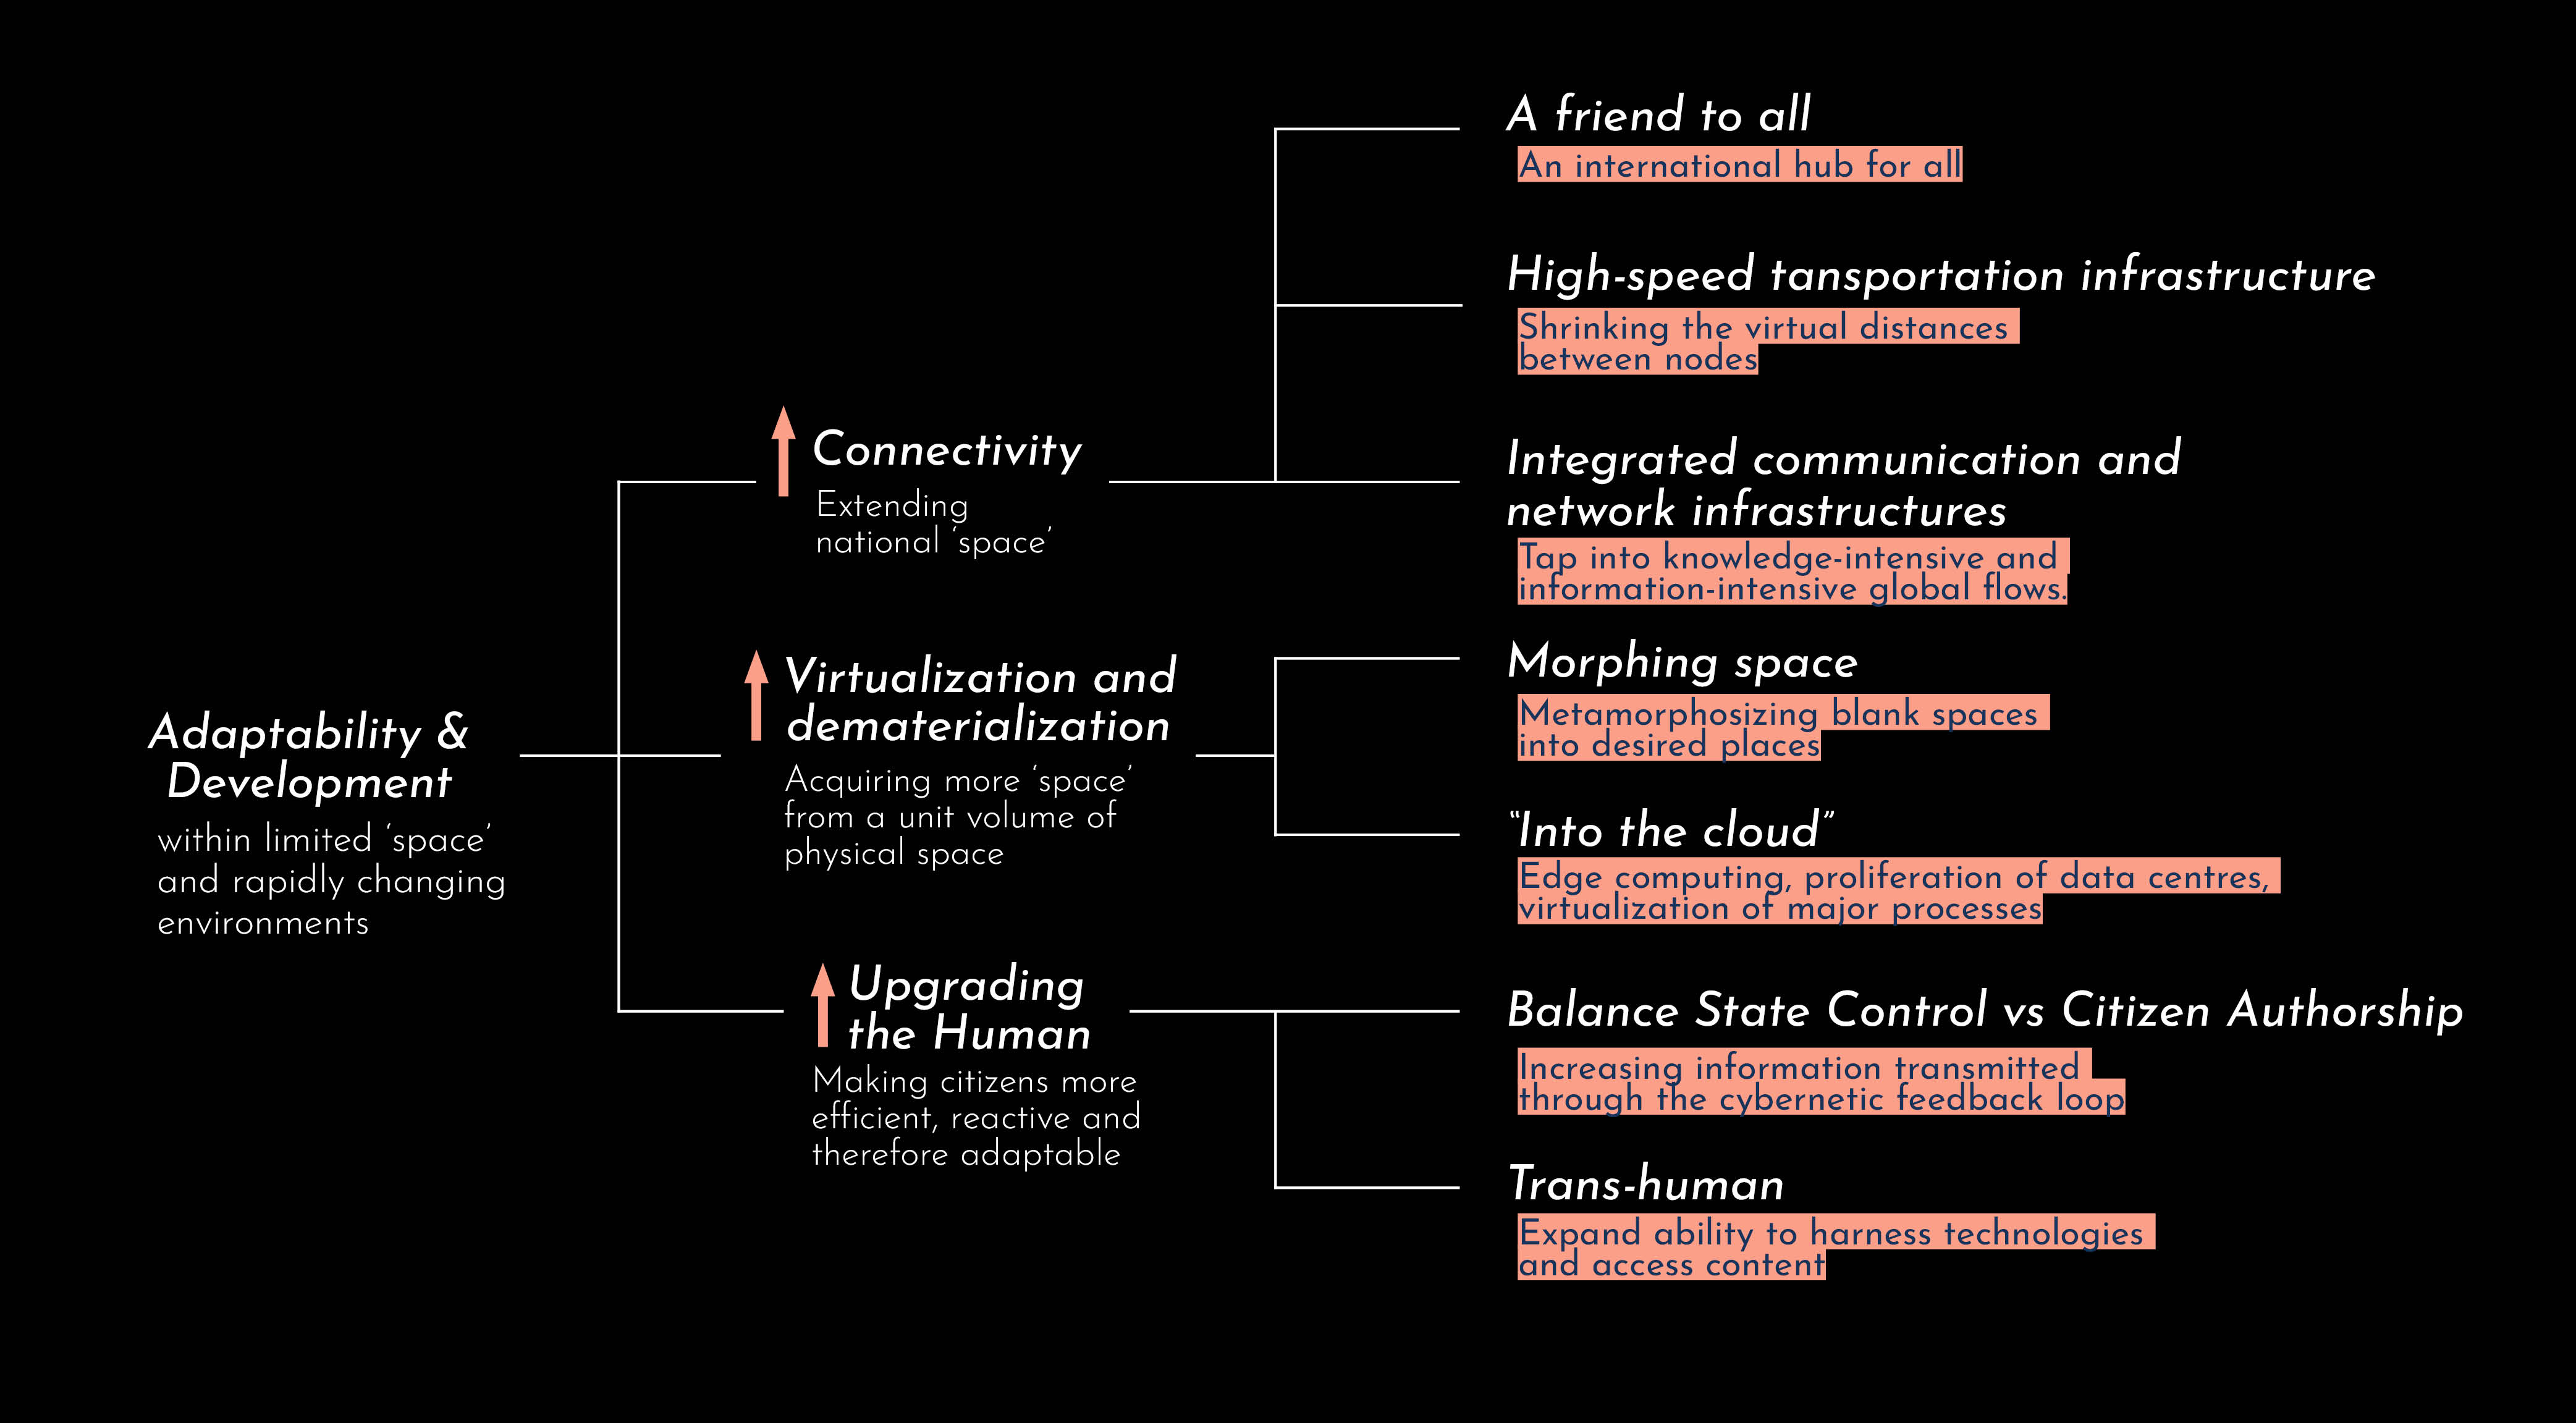 Adaptability &
Development
within limited ‘space’
and rapidly changing
environments
Connectivity
Extending
national ‘space’
A friend to all
An international hub for all
High-speed tansportation infrastructure
Shrinking the virtual distances
between nodes
Integrated communication and
network infrastructures
Tap into knowledge-intensive and
information-intensive global flows.
Virtualization and
dematerialization
Acquiring more ‘space’
from a unit volume of
physical space
Morphing space
Metamorphosizing blank spaces
into desired places
“Into the cloud”
Edge computing, proliferation of data centres,
virtualization of major processes
Upgrading
the Human
Making citizens more
efficient, reactive and
therefore adaptable
Balance State Control vs Citizen Authorship
Increasing information transmitted
through the cybernetic feedback loop
Trans-human
Expand ability to harness technologies
and access content